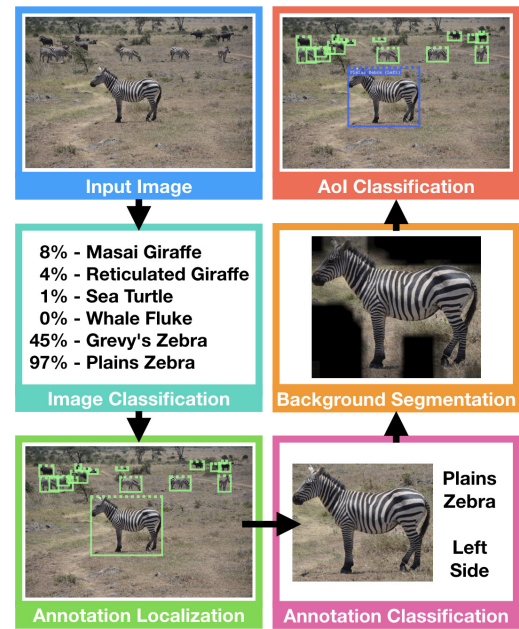 Input Image
8% - Masai Giraffe
4% - Reticulated Giraffe
1% - Sea Turtle
0% - Whale Fluke
45% - Grevy's Zebra
97% - Plains Zebra
Image Classification
Annotation Localization
Plains
Zebra
Left
Side
Annotation Classification
Background Segmentation
AoI Classification